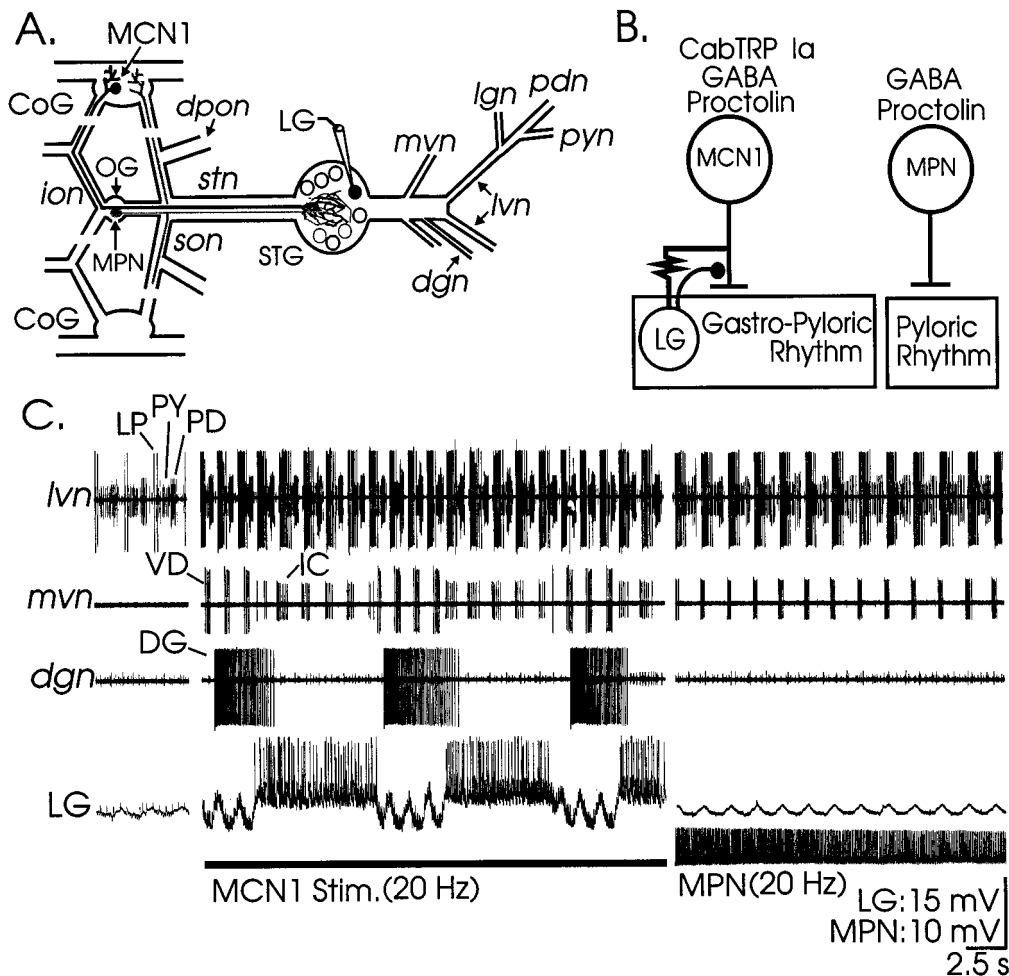 A.
MCN1
CoG
dpon
OG
ion
stn
LG
mvn
lgn
pdn
pyn
lvn
MPN
son
STG
dgn
CoG
B.
CabTRP Ia
GABA
Proctolin
MCN1
LG
Gastro-Pyloric
Rhythm
GABA
Proctolin
MPN
Pyloric
Rhythm
C.
LP
PY
PD
lvn
VD
IC
mvn
DG
dgn
LG
MCN1 Stim.(20 Hz)
MPN(20 Hz)
LG:15 mV
MPN:10 mV
2.5 s